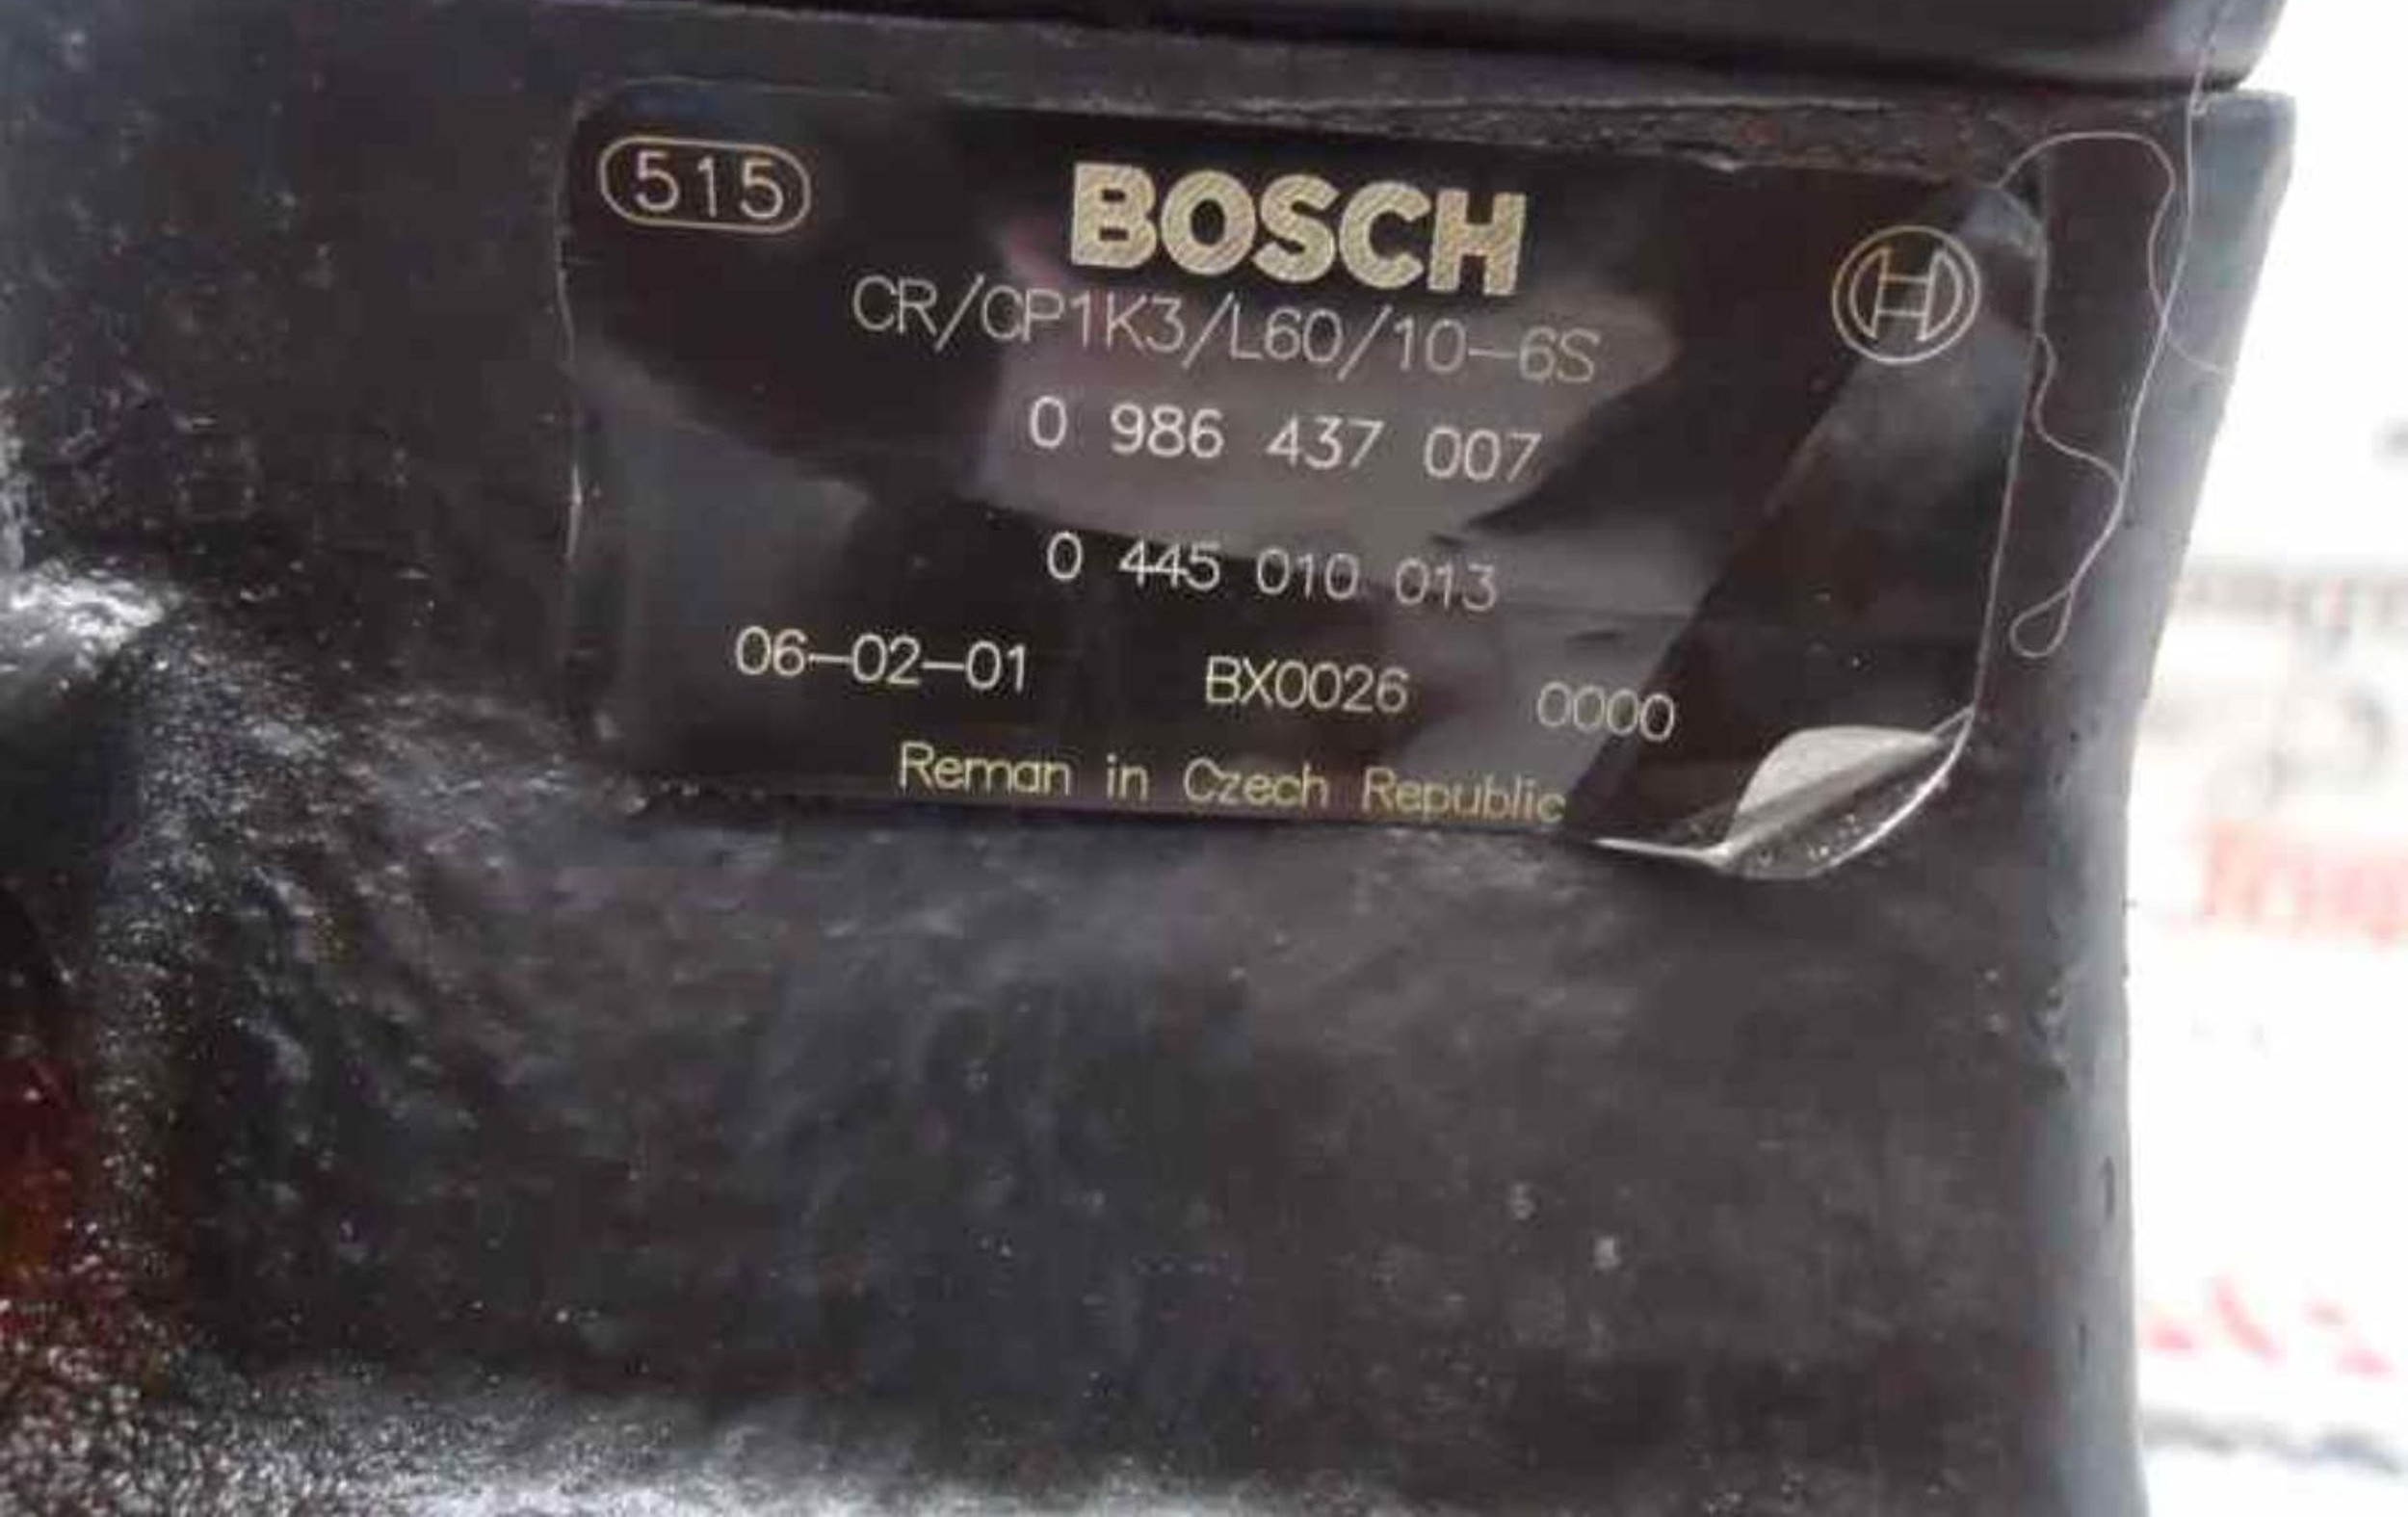 515
BOSCH
CR/CP1K3/L60/10-6S
0 986 437 007
0 445 010 013
06-02-01 BX0026 0000
Reman in Czech Republic